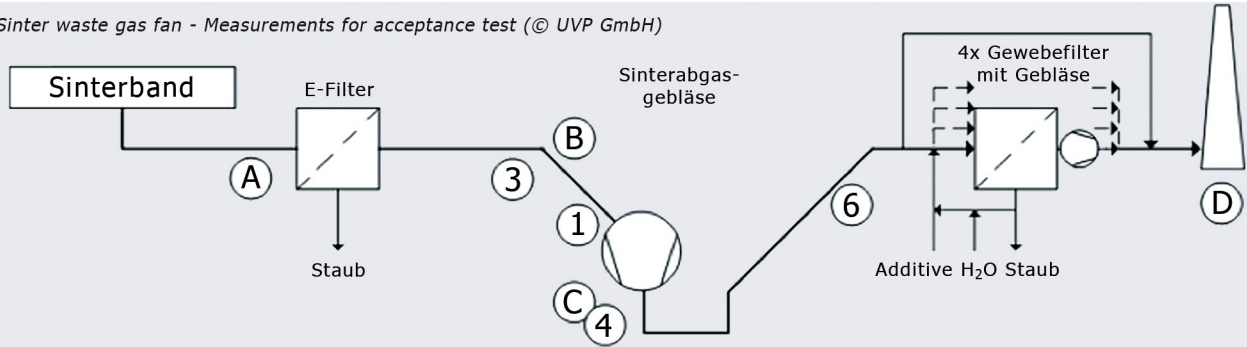 Sinter waste gas fan - Measurements for acceptance test (© UVP GmbH)
4x Gewebefilter
mit Gebläse
Sinterabgas-
gebläse
Sinterband
E-Filter
B
A
3
1
6
D
Staub
Additive H₂O Staub
C
4